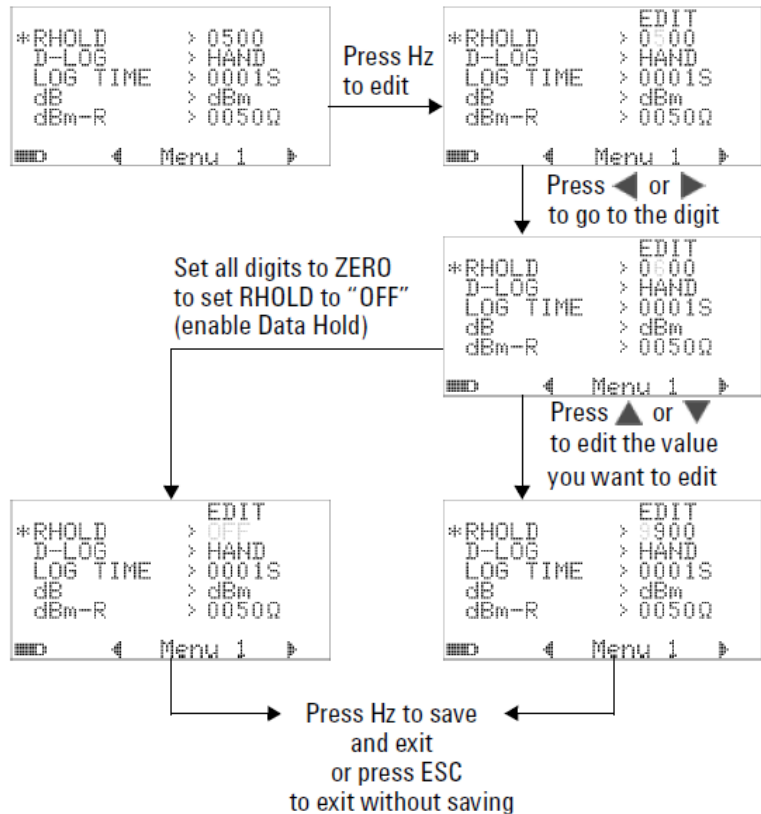 *RHOLD > 0500
D-LOG > HAND
LOG TIME > 0001S
dB > dBm
dBm-R > 0050Ω
Menu 1
Press Hz
to edit
EDIT
*RHOLD > 0500
D-LOG > HAND
LOG TIME > 0001S
dB > dBm
dBm-R > 0050Ω
Menu 1
Press ◀ or ▶
to go to the digit
EDIT
*RHOLD > 0600
D-LOG > HAND
LOG TIME > 0001S
dB > dBm
dBm-R > 0050Ω
Menu 1
Set all digits to ZERO
to set RHOLD to “OFF”
(enable Data Hold)
Press ▲ or ▼
to edit the value
you want to edit
EDIT
*RHOLD > OFF
D-LOG > HAND
LOG TIME > 0001S
dB > dBm
dBm-R > 0050Ω
Menu 1
EDIT
*RHOLD > 9900
D-LOG > HAND
LOG TIME > 0001S
dB > dBm
dBm-R > 0050Ω
Menu 1
Press Hz to save
and exit
or press ESC
to exit without saving